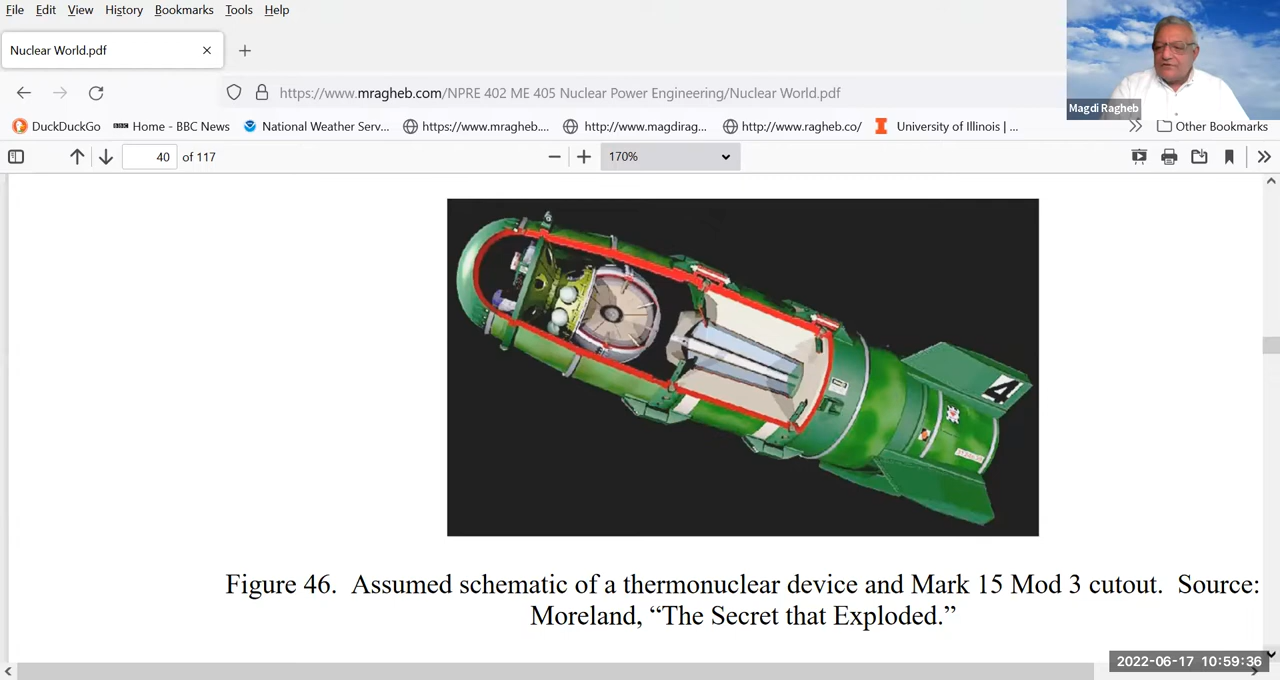 File Edit View History Bookmarks Tools Help
Nuclear World.pdf
https://www.mragheb.com/NPRE 402 ME 405 Nuclear Power Engineering/Nuclear World.pdf
Magdi Ragheb
DuckDuckGo BBC Home - BBC News National Weather Serv... https://www.mragheb.... http://www.magdirag... http://www.ragheb.co/ University of Illinois | ... Other Bookmarks
40 of 117 170%
4
Figure 46. Assumed schematic of a thermonuclear device and Mark 15 Mod 3 cutout. Source:
Moreland, “The Secret that Exploded.”
2022-06-17 10:59:36